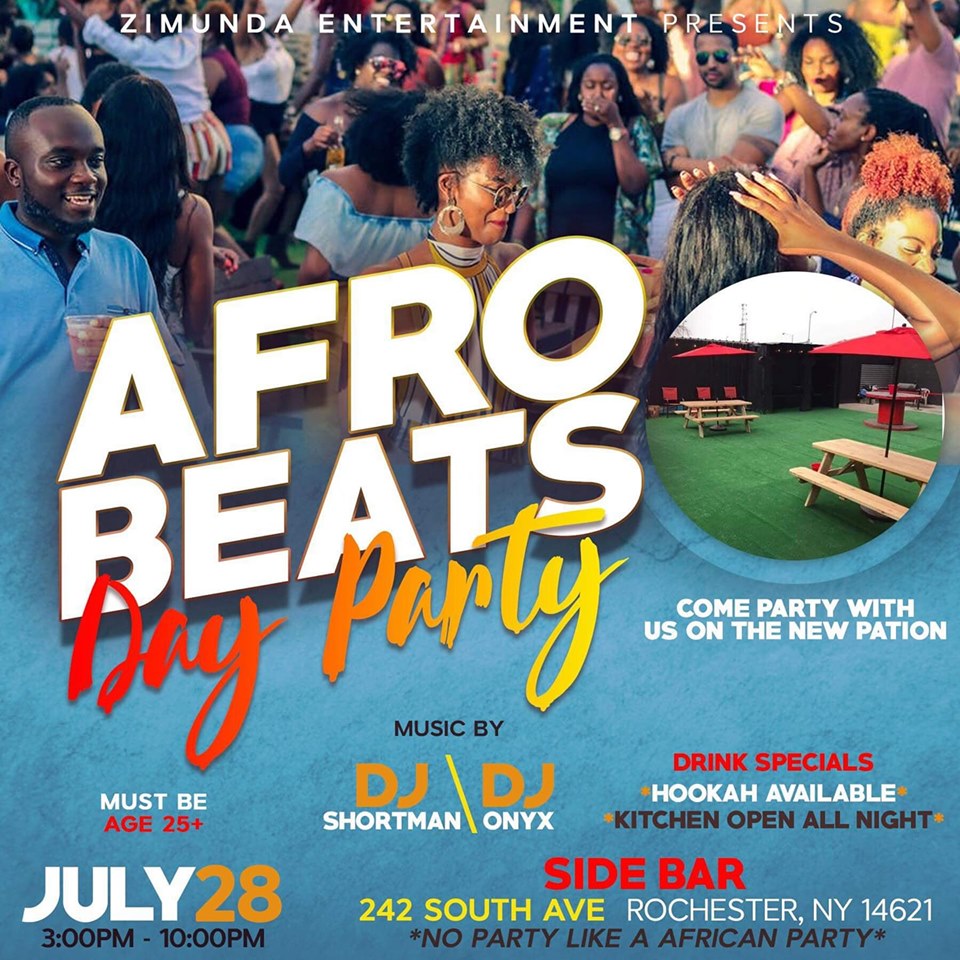 ZIMUNDA ENTERTAINMENT PRESENTS
AFRO
BEATS
Day Party
COME PARTY WITH
US ON THE NEW PATION
MUSIC BY
DJ \ DJ
SHORTMAN \ ONYX
DRINK SPECIALS
*HOOKAH AVAILABLE*
*KITCHEN OPEN ALL NIGHT*
MUST BE
AGE 25+
JULY28
3:00PM - 10:00PM
SIDE BAR
242 SOUTH AVE ROCHESTER, NY 14621
*NO PARTY LIKE A AFRICAN PARTY*